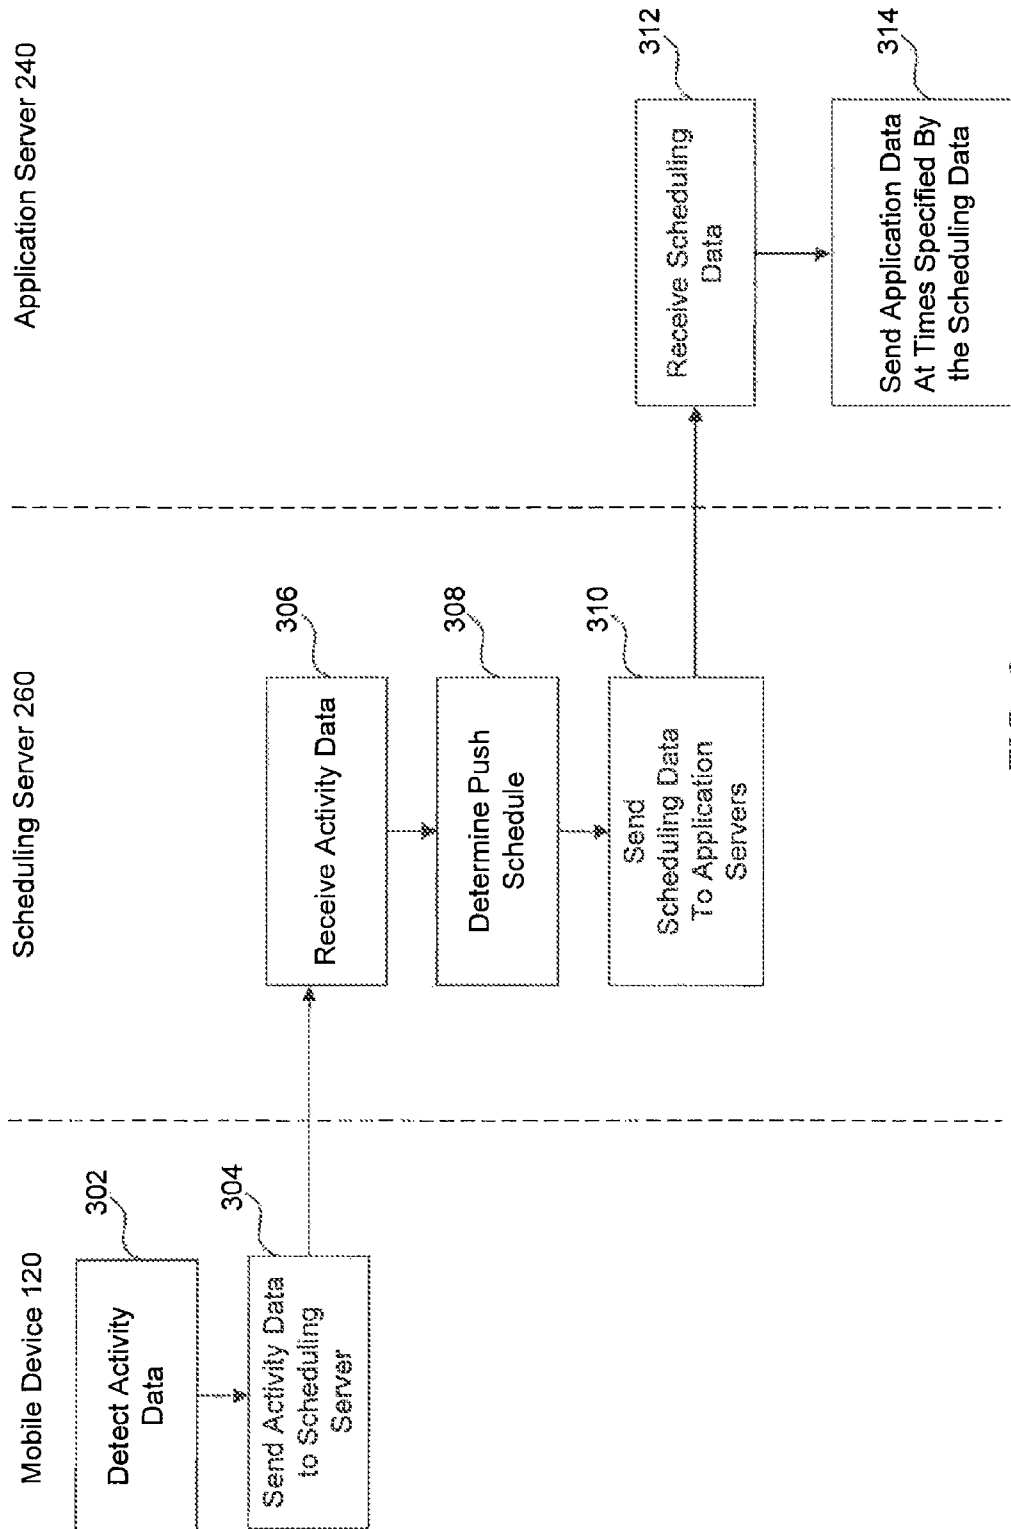 Mobile Device 120
Scheduling Server 260
Application Server 240
302
Detect Activity
Data
304
Send Activity Data
to Scheduling
Server
306
Receive Activity Data
308
Determine Push
Schedule
310
Send
Scheduling Data
To Application
Servers
312
Receive Scheduling
Data
314
Send Application Data
At Times Specified By
the Scheduling Data